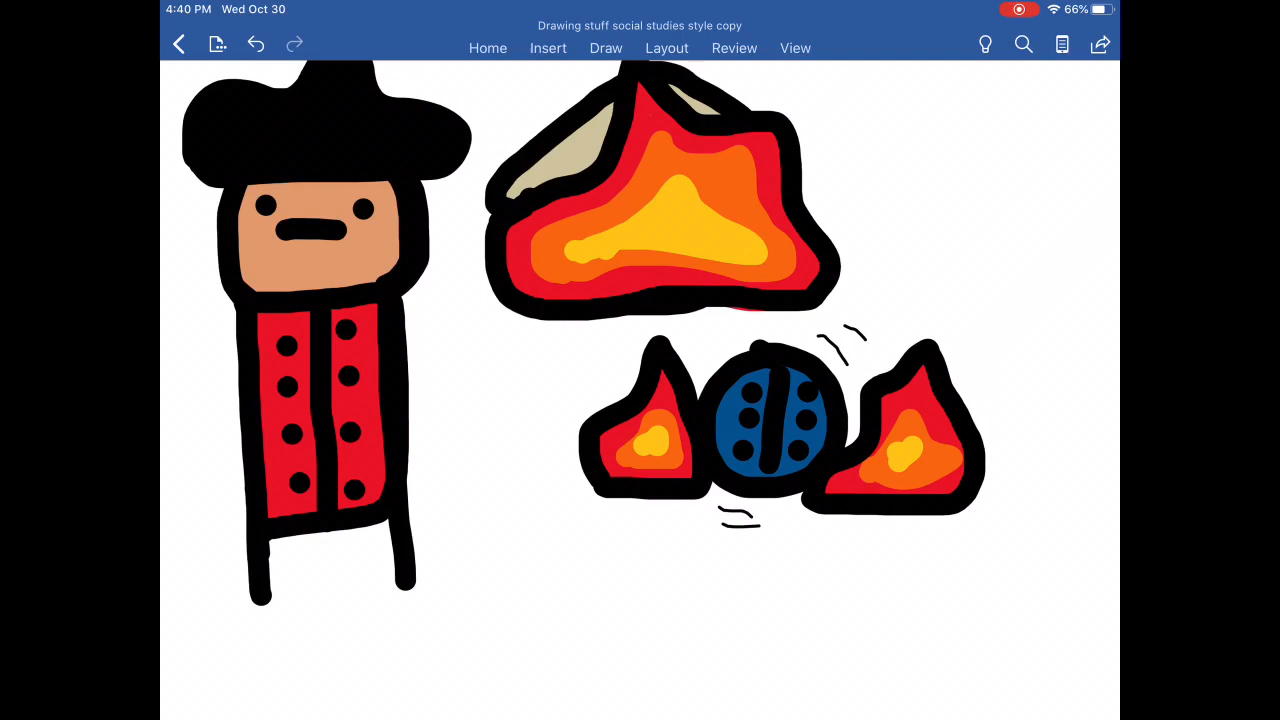 4:40 PM Wed Oct 30 66%
Drawing stuff social studies style copy
Home Insert Draw Layout Review View